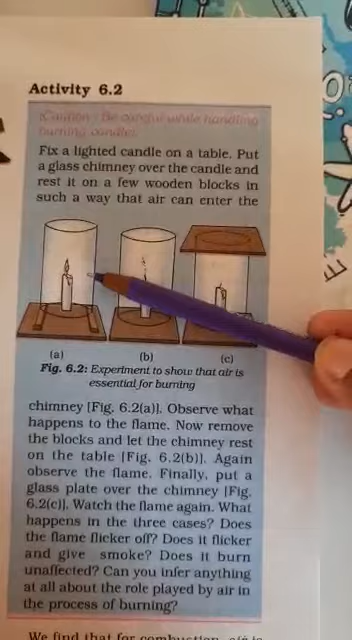 Activity 6.2
(Caution : Be careful while handling
burning candle).
Fix a lighted candle on a table. Put
a glass chimney over the candle and
rest it on a few wooden blocks in
such a way that air can enter the
(a)
(b)
(c)
Fig. 6.2: Experiment to show that air is
essential for burning
chimney [Fig. 6.2(a)]. Observe what
happens to the flame. Now remove
the blocks and let the chimney rest
on the table [Fig. 6.2(b)]. Again
observe the flame. Finally, put a
glass plate over the chimney [Fig.
6.2(c)]. Watch the flame again. What
happens in the three cases? Does
the flame flicker off? Does it flicker
and give smoke? Does it burn
unaffected? Can you infer anything
at all about the role played by air in
the process of burning?
We find that for combustion, air is